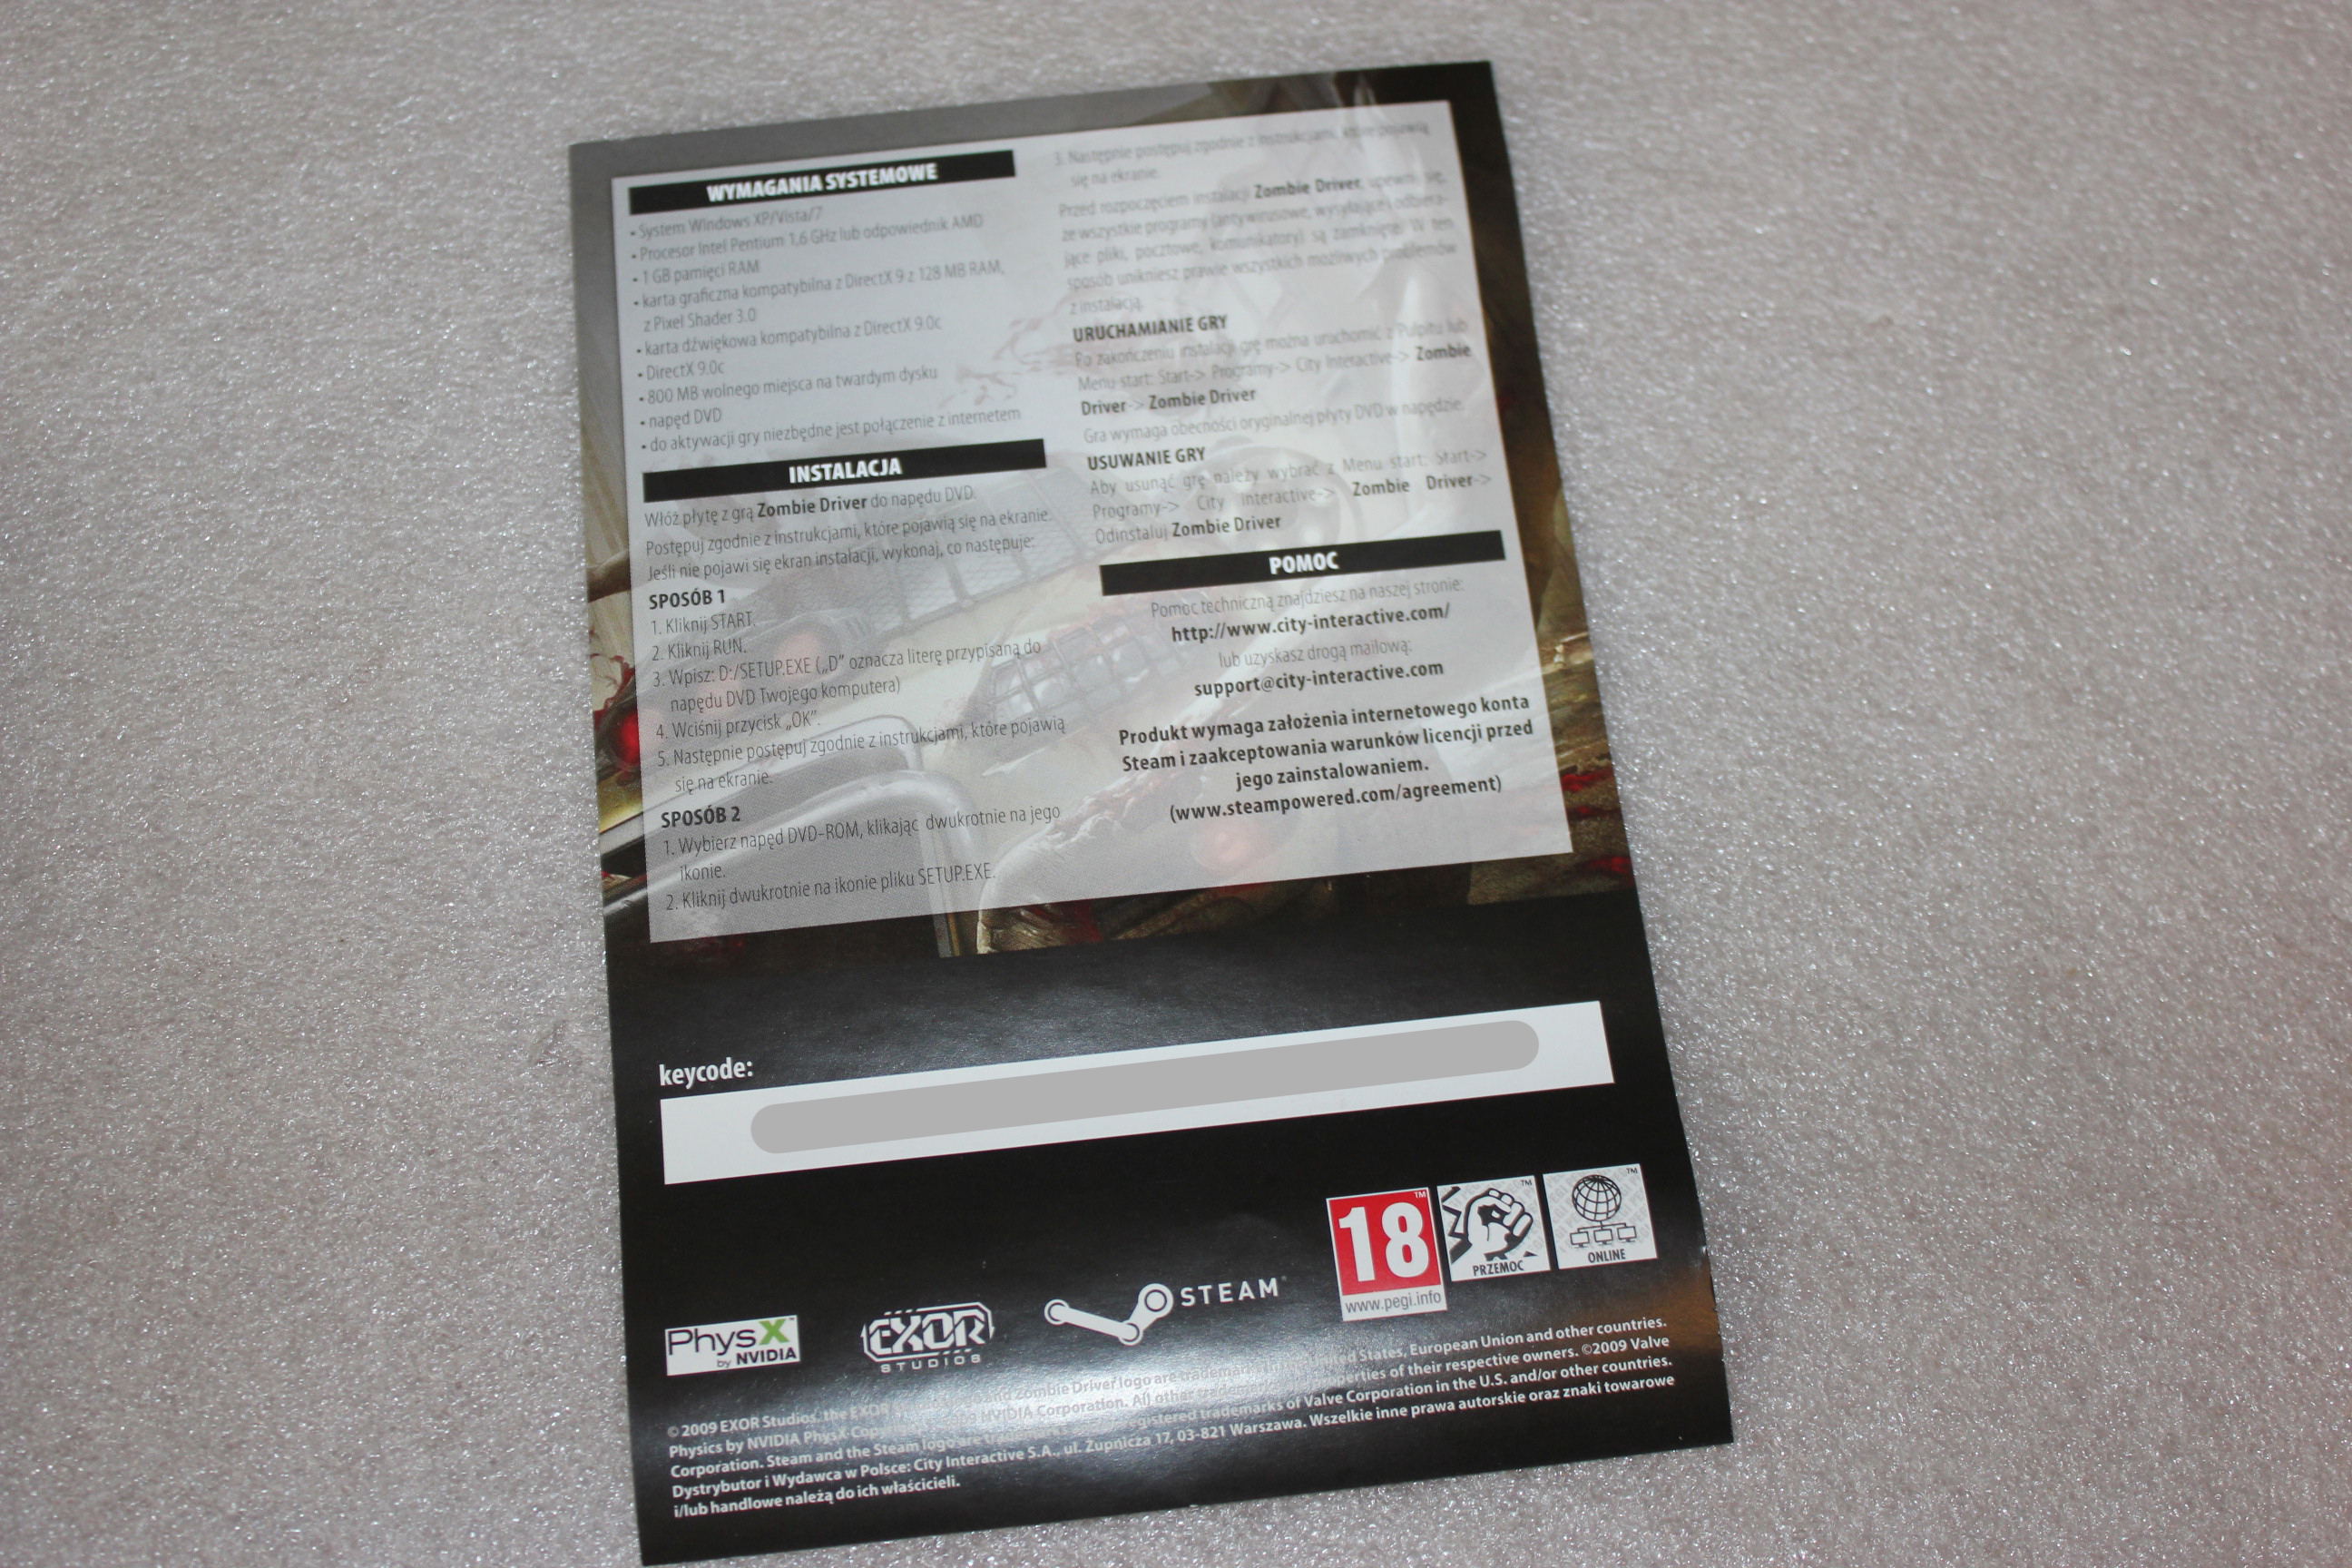 WYMAGANIA SYSTEMOWE
• System Windows XP/Vista/7
• Procesor Intel Pentium 1,6 GHz lub odpowiednik AMD
• 1 GB pamięci RAM
• karta graficzna kompatybilna z DirectX 9 z 128 MB RAM,
z Pixel Shader 3.0
• karta dźwiękowa kompatybilna z DirectX 9.0c
• DirectX 9.0c
• 800 MB wolnego miejsca na twardym dysku
• napęd DVD
• do aktywacji gry niezbędne jest połączenie z internetem
INSTALACJA
Włóż płytę z grą Zombie Driver do napędu DVD.
Postępuj zgodnie z instrukcjami, które pojawią się na ekranie.
Jeśli nie pojawi się ekran instalacji, wykonaj, co następuje:
SPOSÓB 1
1. Kliknij START.
2. Kliknij RUN.
3. Wpisz: D:/SETUP.EXE („D” oznacza literę przypisaną do
napędu DVD Twojego komputera)
4. Wciśnij przycisk „OK”.
5. Następnie postępuj zgodnie z instrukcjami, które pojawią
się na ekranie.
SPOSÓB 2
1. Wybierz napęd DVD-ROM, klikając dwukrotnie na jego
ikonie.
2. Kliknij dwukrotnie na ikonie pliku SETUP.EXE.
3. Następnie postępuj zgodnie z instrukcjami, które pojawią
się na ekranie.
Przed rozpoczęciem instalacji Zombie Driver, upewnij się,
że wszystkie programy (antywirusowe, wysyłające i odbiera-
jące pliki, pocztowe, komunikatory) są zamknięte. W ten
sposób unikniesz prawie wszystkich możliwych problemów
z instalacją.
URUCHAMIANIE GRY
Po zakończeniu instalacji grę można uruchomić z Pulpitu lub
Menu start: Start-> Programy-> City Interactive-> Zombie
Driver-> Zombie Driver
Gra wymaga obecności oryginalnej płyty DVD w napędzie.
USUWANIE GRY
Aby usunąć grę należy wybrać z Menu start: Start->
Programy-> City Interactive-> Zombie Driver->
Odinstaluj Zombie Driver
POMOC
Pomoc techniczną znajdziesz na naszej stronie:
http://www.city-interactive.com/
lub uzyskasz drogą mailową:
support@city-interactive.com
Produkt wymaga założenia internetowego konta
Steam i zaakceptowania warunków licencji przed
jego zainstalowaniem.
(www.steampowered.com/agreement)
keycode:
PhysX™
by NVIDIA
EXOR
STUDIOS
STEAM
18™
www.pegi.info
™
PRZEMOC
™
ONLINE
© 2009 EXOR Studios, the EXOR and Zombie Driver logo are trademarks in the United States, European Union and other countries.
Physics by NVIDIA PhysX Copyright NVIDIA Corporation. All other trademarks properties of their respective owners. ©2009 Valve
Corporation. Steam and the Steam logo are trademarks registered trademarks of Valve Corporation in the U.S. and/or other countries.
Dystrybutor i Wydawca w Polsce: City Interactive S.A., ul. Żupnicza 17, 03-821 Warszawa. Wszelkie inne prawa autorskie oraz znaki towarowe
i/lub handlowe należą do ich właścicieli.